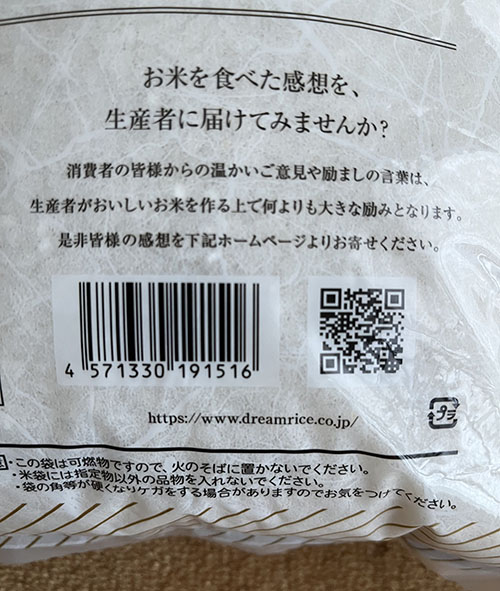 お米を食べた感想を、
生産者に届けてみませんか？
消費者の皆様からの温かいご意見や励ましの言葉は、
生産者がおいしいお米を作る上で何よりも大きな励みとなります。
是非皆様の感想を下記ホームページよりお寄せください。
4 571330 191516
https://www.dreamrice.co.jp/
プラ
・この袋は可燃物ですので、火のそばに置かないでください。
・米袋には指定物以外の品物を入れないでください。
・袋の角等が硬くなりケガをする場合がありますのでお気をつけてください。